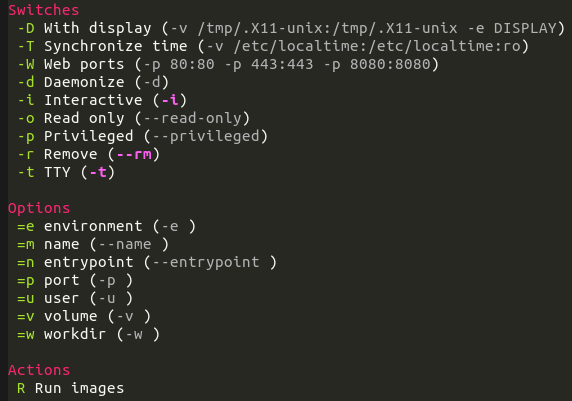 Switches
-D With display (-v /tmp/.X11-unix:/tmp/.X11-unix -e DISPLAY)
-T Synchronize time (-v /etc/localtime:/etc/localtime:ro)
-W Web ports (-p 80:80 -p 443:443 -p 8080:8080)
-d Daemonize (-d)
-i Interactive (-i)
-o Read only (--read-only)
-p Privileged (--privileged)
-r Remove (--rm)
-t TTY (-t)
Options
=e environment (-e )
=m name (--name )
=n entrypoint (--entrypoint )
=p port (-p )
=u user (-u )
=v volume (-v )
=w workdir (-w )
Actions
R Run images